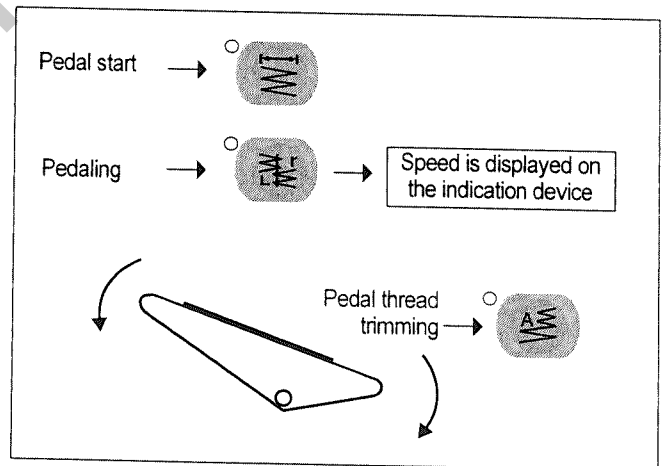 Pedal start
Pedaling
r
L
Speed is displayed on
the indication device
Pedal thread
trimming
A